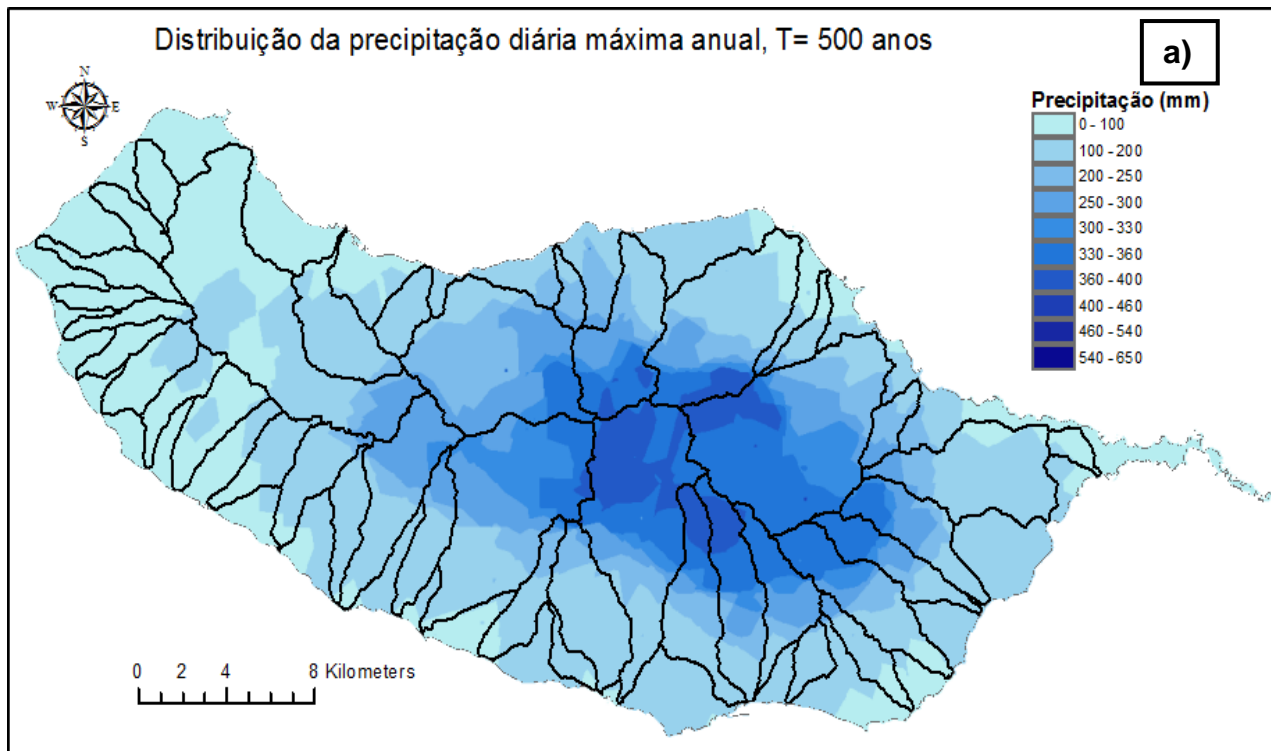 Distribuição da precipitação diária máxima anual, T= 500 anos
a)
N
W E
S
Precipitação (mm)
0 - 100
100 - 200
200 - 250
250 - 300
300 - 330
330 - 360
360 - 400
400 - 460
460 - 540
540 - 650
0 2 4 8 Kilometers